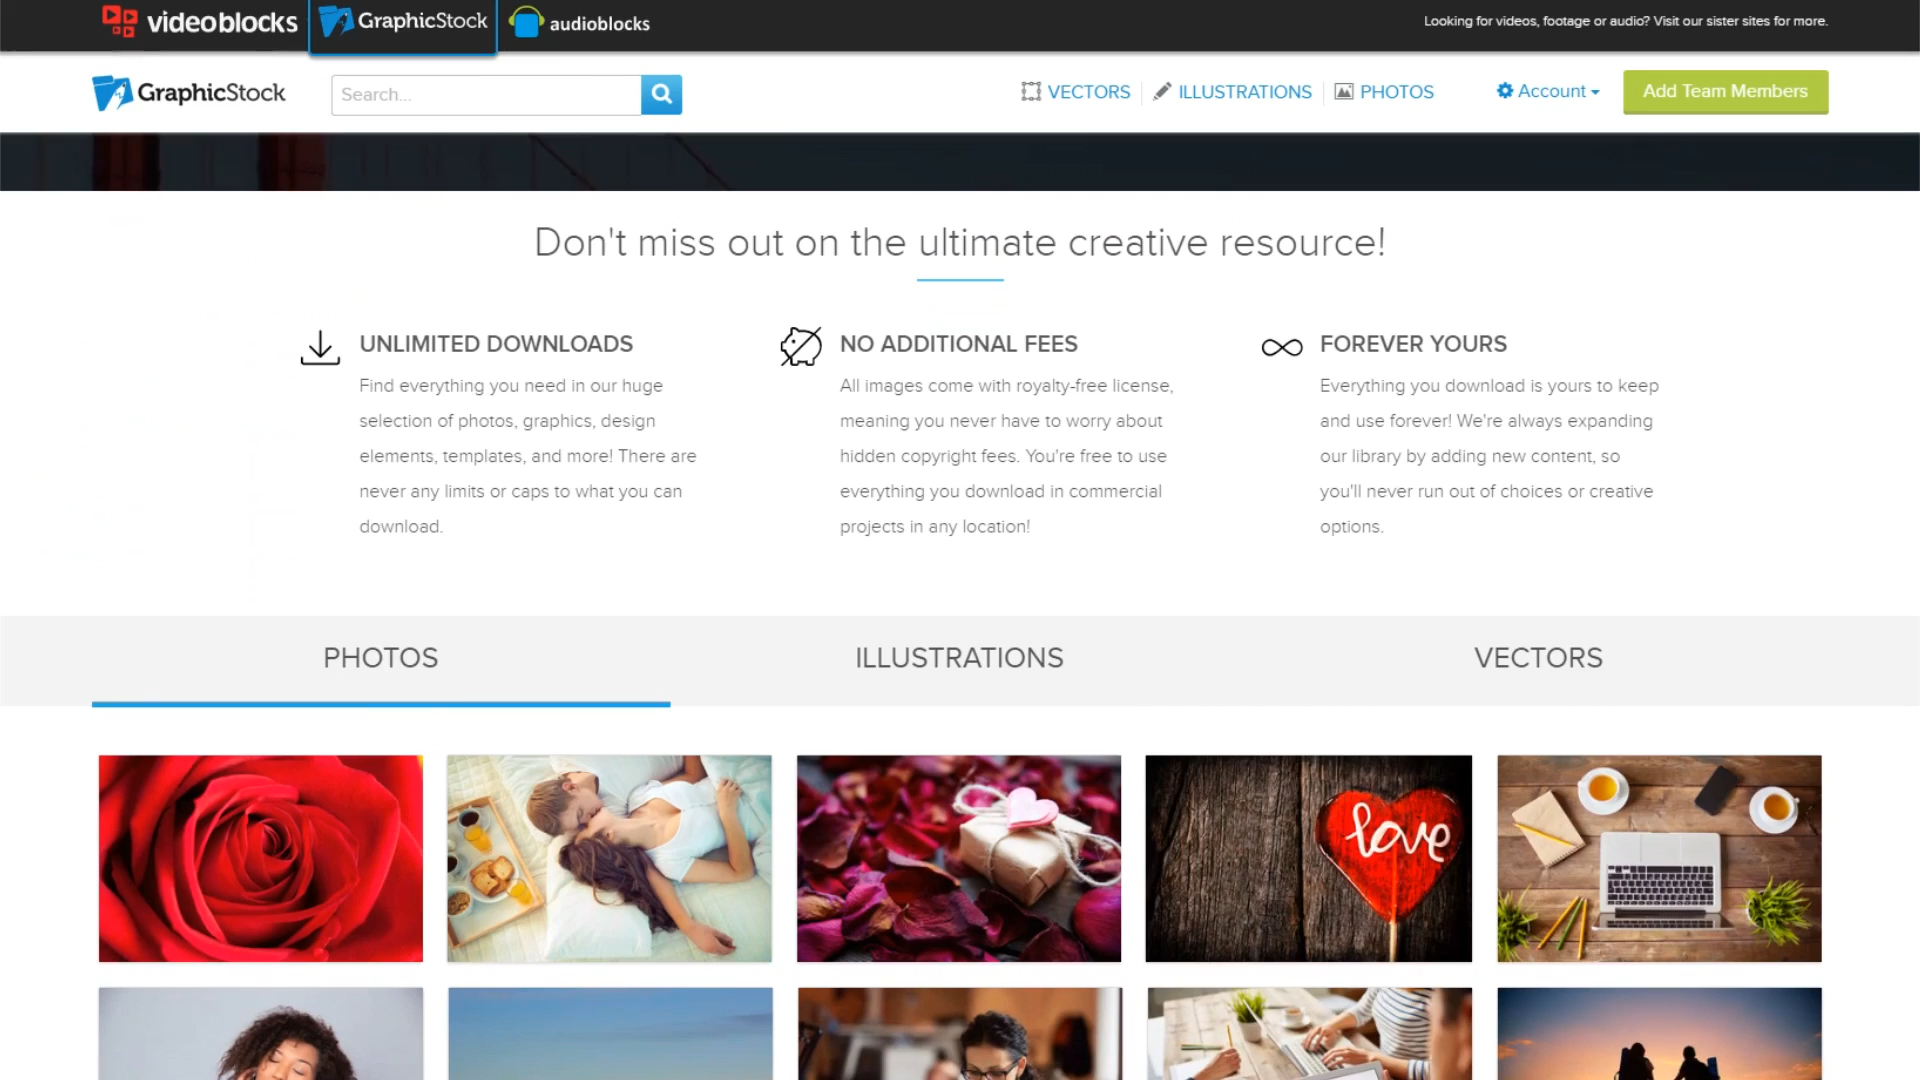 videoblocks GraphicStock audioblocks Looking for videos, footage or audio? Visit our sister sites for more.
GraphicStock Search... VECTORS ILLUSTRATIONS PHOTOS Account Add Team Members
Don't miss out on the ultimate creative resource!
UNLIMITED DOWNLOADS
Find everything you need in our huge
selection of photos, graphics, design
elements, templates, and more! There are
never any limits or caps to what you can
download.
NO ADDITIONAL FEES
All images come with royalty-free license,
meaning you never have to worry about
hidden copyright fees. You're free to use
everything you download in commercial
projects in any location!
FOREVER YOURS
Everything you download is yours to keep
and use forever! We're always expanding
our library by adding new content, so
you'll never run out of choices or creative
options.
PHOTOS ILLUSTRATIONS VECTORS
love